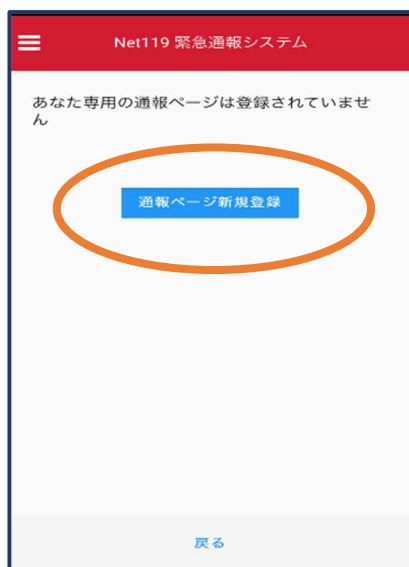 Net119 緊急通報システム
あなた専用の通報ページは登録されていませ
ん
通報ページ新規登録
戻る